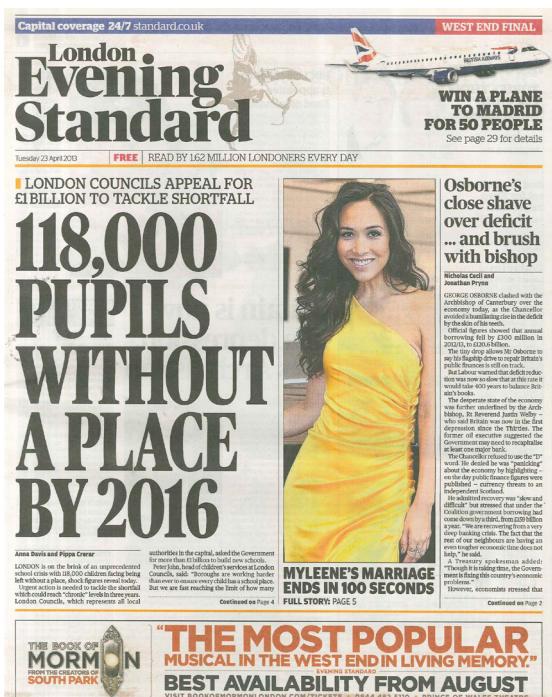 Capital coverage 24/7 standard.co.uk
WEST END FINAL
London
Evening
Standard
BRITISH AIRWAYS
WIN A PLANE
TO MADRID
FOR 50 PEOPLE
See page 29 for details
Tuesday 23 April 2013
FREE
READ BY 1.62 MILLION LONDONERS EVERY DAY
LONDON COUNCILS APPEAL FOR
£1 BILLION TO TACKLE SHORTFALL
118,000
PUPILS
WITHOUT
A PLACE
BY 2016
Anna Davis and Pippa Crerar
LONDON is on the brink of an unprecedented
school crisis with 118,000 children facing being
left without a place, shock figures reveal today.
Urgent action is needed to tackle the shortfall
which could reach "chronic" levels in three years.
London Councils, which represents all local
authorities in the capital, asked the Government
for more than £1 billion to build new schools.
Peter John, head of children's services at London
Councils, said: "Boroughs are working harder
than ever to ensure every child has a school place.
But we are fast reaching the limit of how many
Continued on Page 4
MYLEENE'S MARRIAGE
ENDS IN 100 SECONDS
FULL STORY: PAGE 5
Osborne's
close shave
over deficit
... and brush
with bishop
Nicholas Cecil and
Jonathan Prynn
GEORGE OSBORNE clashed with the
Archbishop of Canterbury over the
economy today, as the Chancellor
avoided a humiliating rise in the deficit
by the skin of his teeth.
Official figures showed that annual
borrowing fell by £300 million in
2012/13, to £120.6 billion.
The tiny drop allows Mr Osborne to
say his flagship drive to repair Britain's
public finances is still on track.
But Labour warned that deficit reduc-
tion was now so slow that at this rate it
would take 400 years to balance Brit-
ain's books.
The desperate state of the economy
was further underlined by the Arch-
bishop, Rt Reverend Justin Welby –
who said Britain was now in the first
depression since the Thirties. The
former oil executive suggested the
Government may need to recapitalise
at least one major bank.
The Chancellor refused to use the "D"
word. He denied he was "panicking"
about the economy by highlighting –
on the day public finance figures were
published – currency threats to an
independent Scotland.
He admitted recovery was "slow and
difficult" but stressed that under the
Coalition government borrowing had
come down by a third, from £159 billion
a year. "We are recovering from a very
deep banking crisis. The fact that the
rest of our neighbours are having an
even tougher economic time does not
help," he said.
A Treasury spokesman added:
"Though it is taking time, the Govern-
ment is fixing this country's economic
problems."
However, economists stressed that
Continued on Page 2
THE BOOK OF
MORMON
FROM THE CREATORS OF
SOUTH PARK
"THE MOST POPULAR
MUSICAL IN THE WEST END IN LIVING MEMORY."
EVENING STANDARD
BEST AVAILABILITY FROM AUGUST